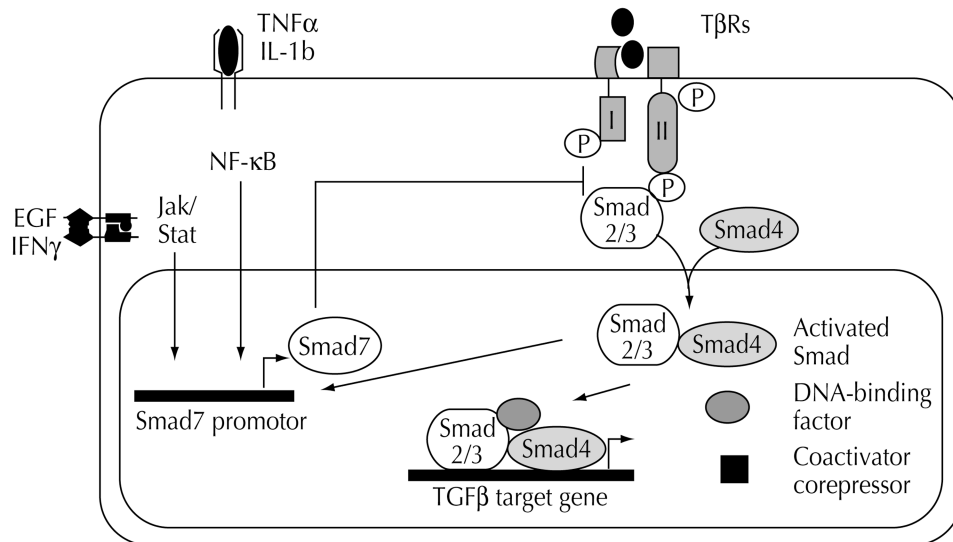 TNFα
IL-1b
TβRs
P
I
II
P
P
NF-κB
EGF
IFNγ
Jak/
Stat
Smad
2/3
Smad4
Smad7
Smad
2/3
Smad4
Activated
Smad
Smad7 promotor
DNA-binding
factor
Smad
2/3
Smad4
TGFβ target gene
Coactivator
corepressor